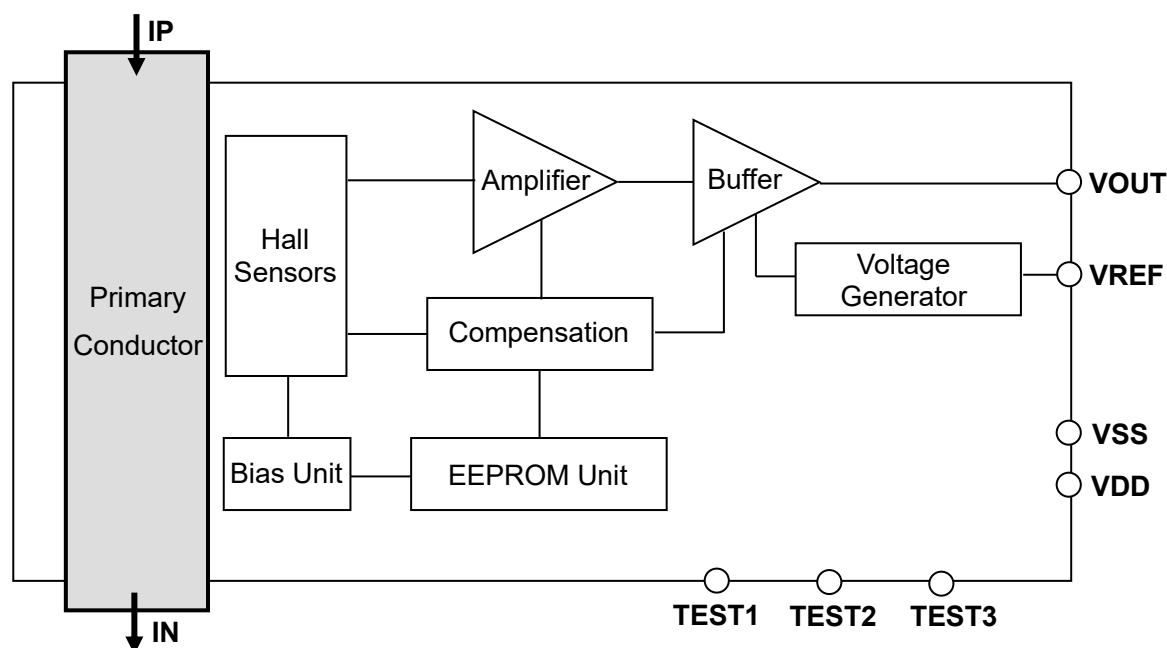 IP
Amplifier
Buffer
VOUT
Hall
Sensors
Voltage
Generator
VREF
Primary
Conductor
Compensation
VSS
Bias Unit
EEPROM Unit
VDD
TEST1
TEST2
TEST3
IN